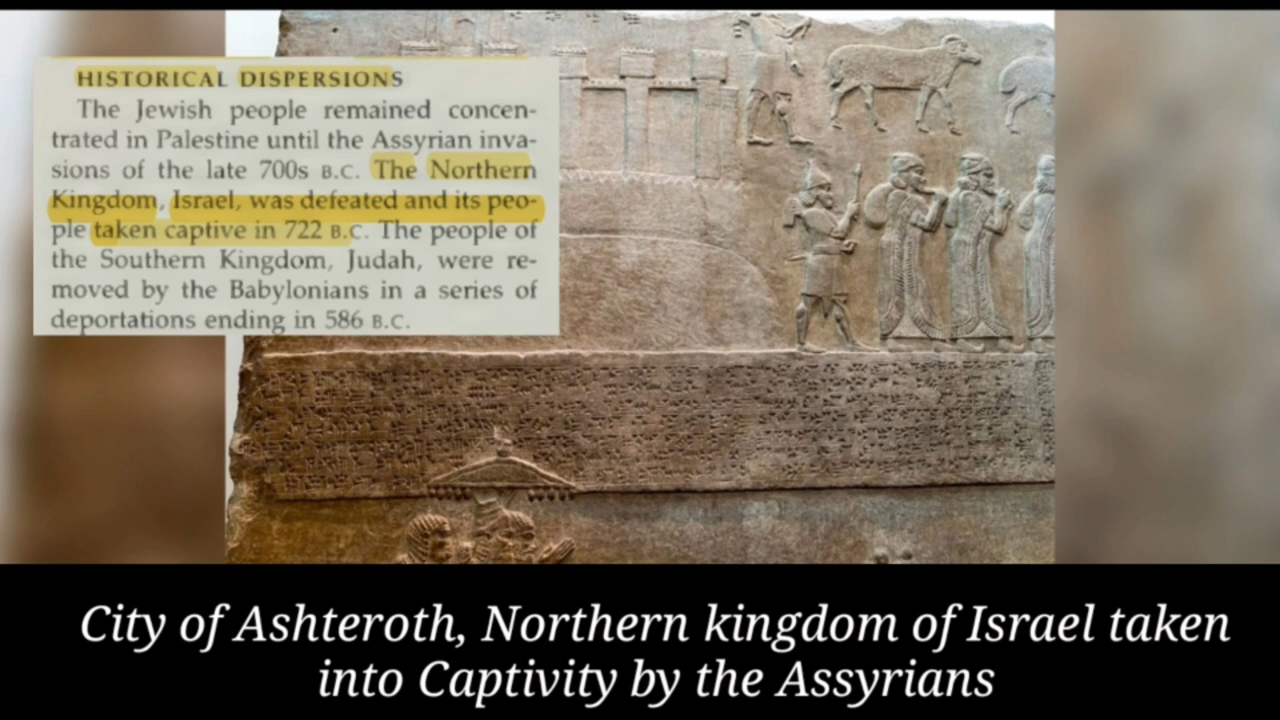 HISTORICAL DISPERSIONS
The Jewish people remained concen-
trated in Palestine until the Assyrian inva-
sions of the late 700s B.C. The Northern
Kingdom, Israel, was defeated and its peo-
ple taken captive in 722 B.C. The people of
the Southern Kingdom, Judah, were re-
moved by the Babylonians in a series of
deportations ending in 586 B.C.
City of Ashteroth, Northern kingdom of Israel taken
into Captivity by the Assyrians